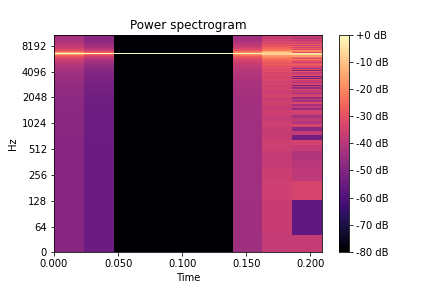 Power spectrogram
8192
4096
2048
1024
512
256
128
64
0
Hz
0.000 0.050 0.100 0.150 0.200
Time
+0 dB
-10 dB
-20 dB
-30 dB
-40 dB
-50 dB
-60 dB
-70 dB
-80 dB